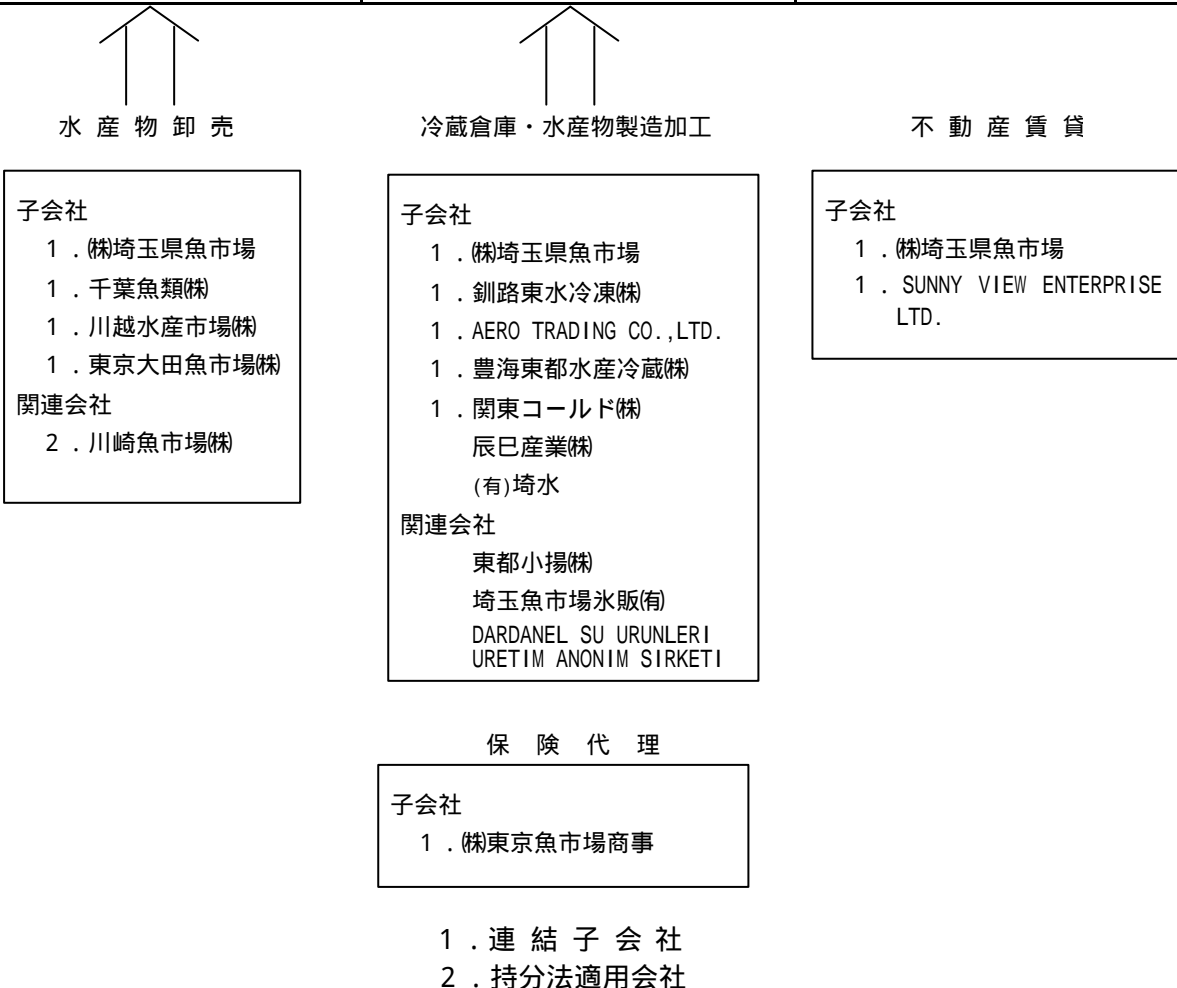 水産物卸売
子会社
1．㈱埼玉県魚市場
1．千葉魚類㈱
1．川越水産市場㈱
1．東京大田魚市場㈱
関連会社
2．川崎魚市場㈱
冷蔵倉庫・水産物製造加工
子会社
1．㈱埼玉県魚市場
1．釧路東水冷凍㈱
1．AERO TRADING CO.,LTD.
1．豊海東都水産冷蔵㈱
1．関東コールド㈱
辰巳産業㈱
(有)埼水
関連会社
東都小揚㈱
埼玉魚市場氷販㈲
DARDANEL SU URUNLERI
URETIM ANONIM SIRKETI
不動産賃貸
子会社
1．㈱埼玉県魚市場
1．SUNNY VIEW ENTERPRISE
LTD.
保険代理
子会社
1．㈱東京魚市場商事
1．連結子会社
2．持分法適用会社